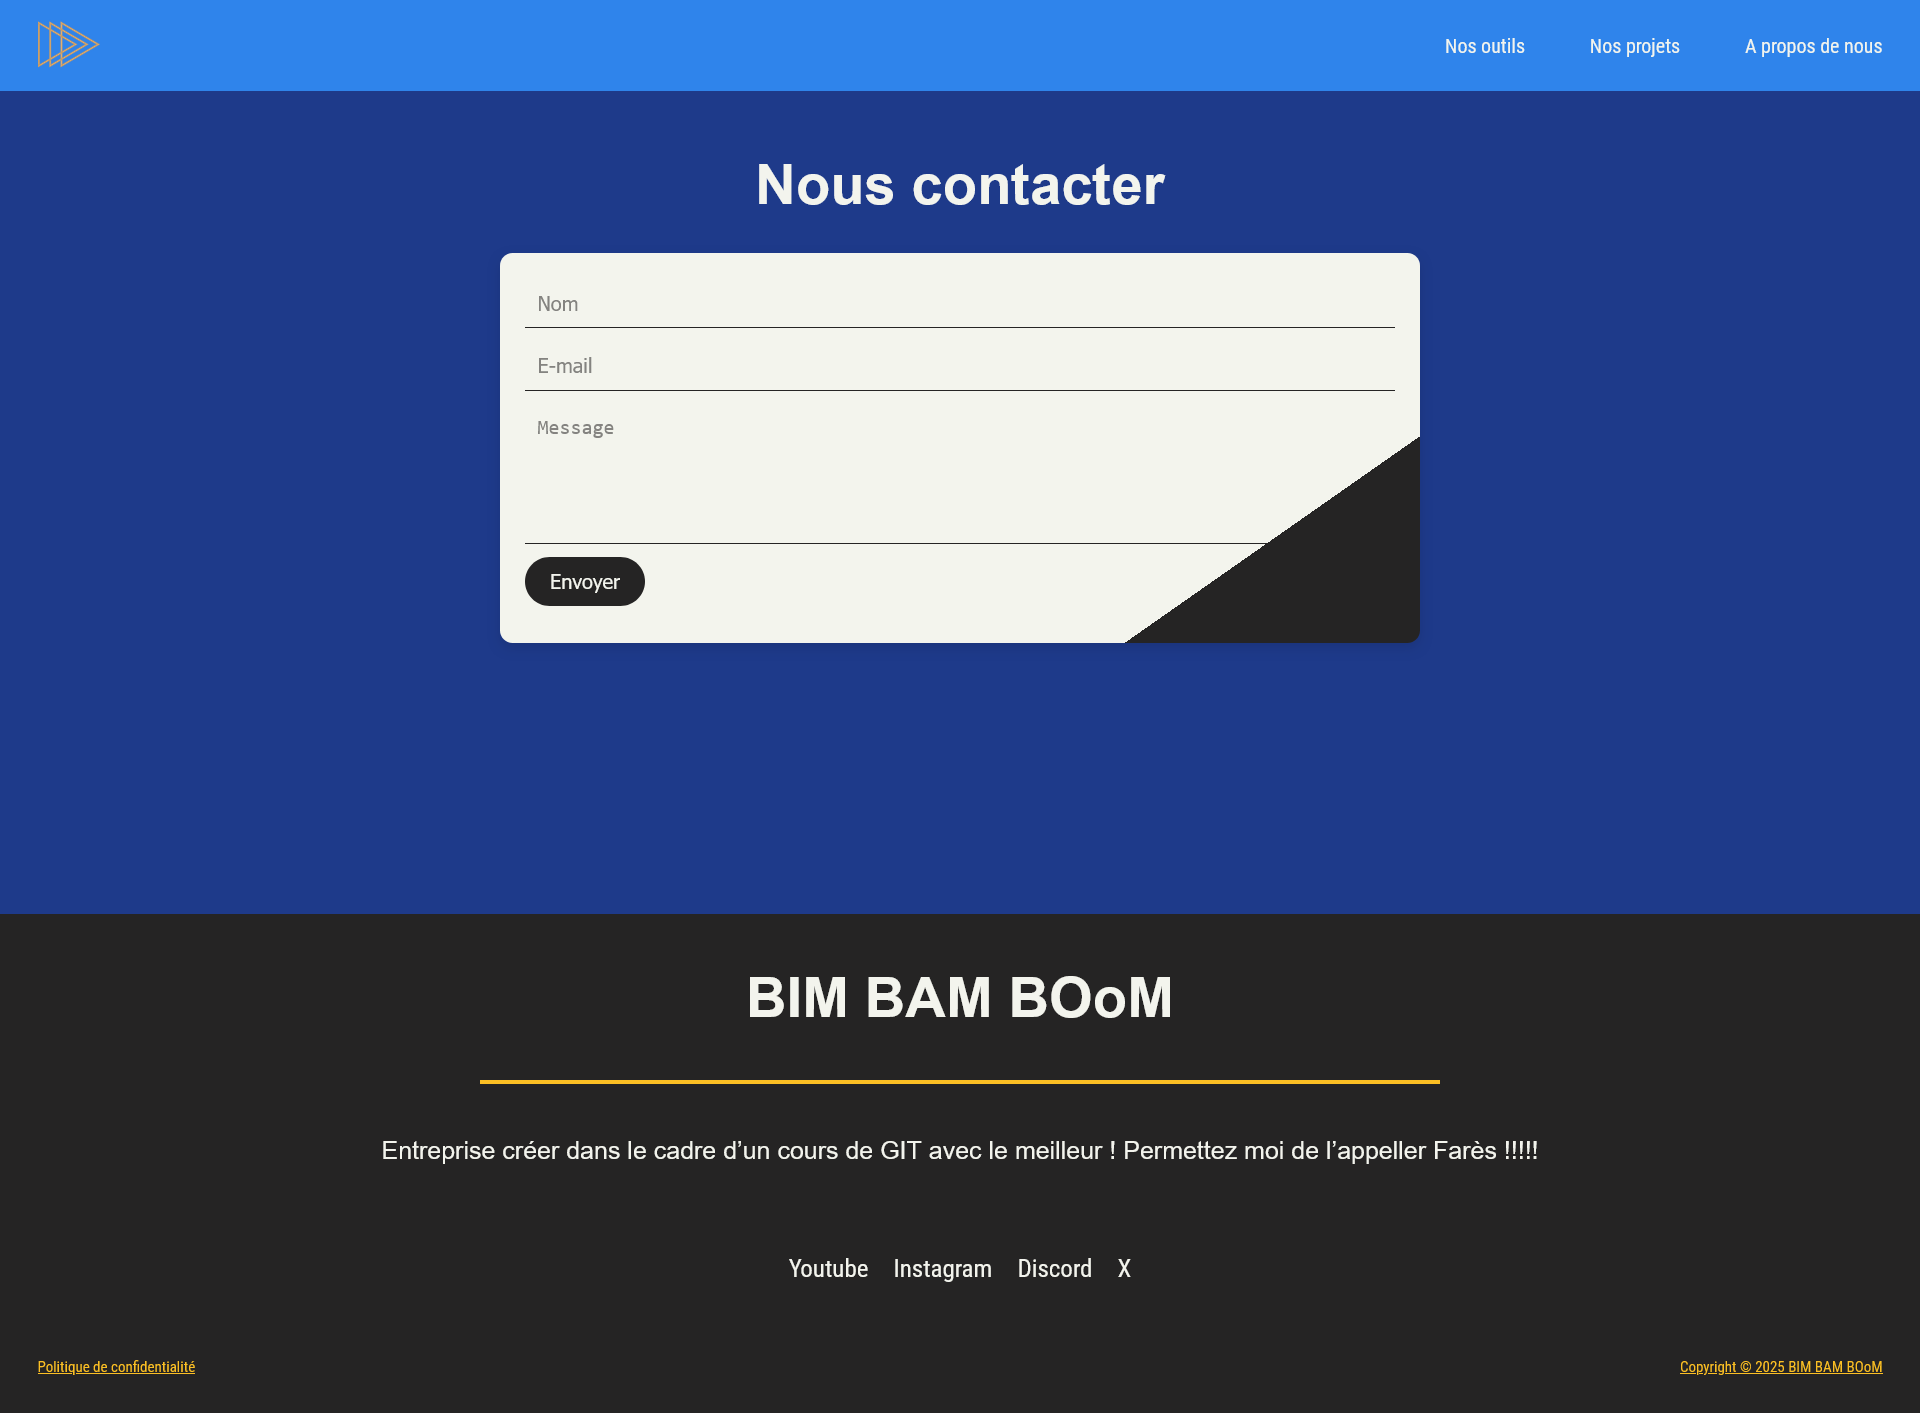 Nos outils Nos projets A propos de nous
Nous contacter
Nom
E-mail
Message
Envoyer
BIM BAM BOoM
Entreprise créer dans le cadre d’un cours de GIT avec le meilleur ! Permettez moi de l’appeller Farès !!!!!
Youtube Instagram Discord X
Politique de confidentialité Copyright © 2025 BIM BAM BOoM